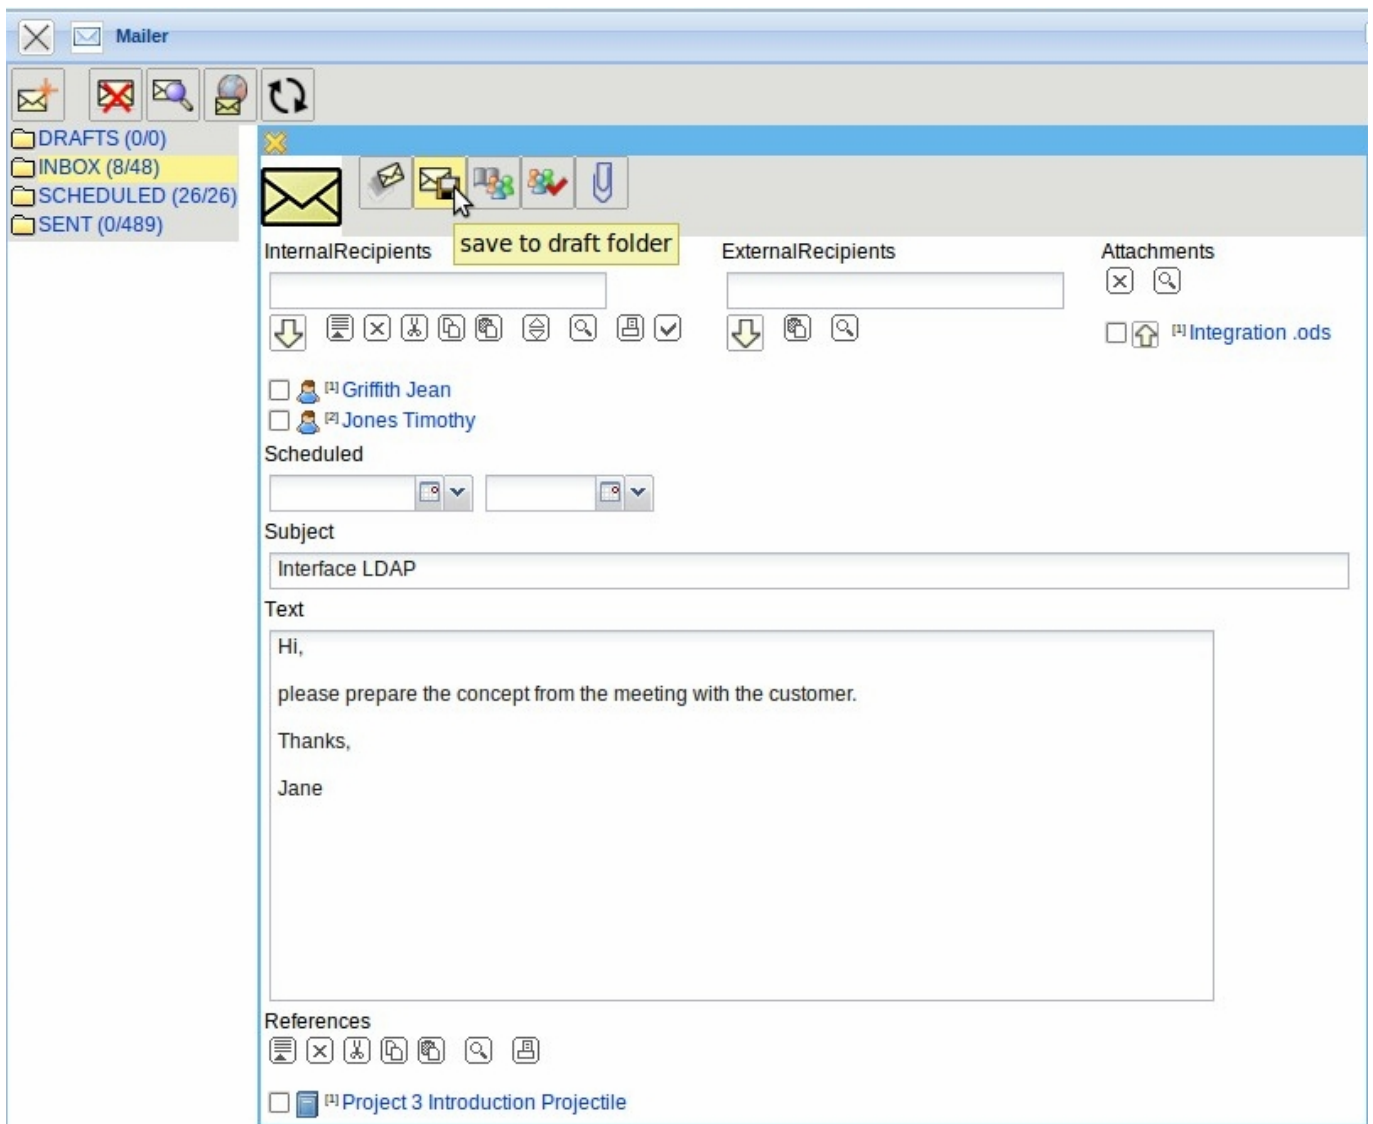 Mailer
DRAFTS (0/0)
INBOX (8/48)
SCHEDULED (26/26)
SENT (0/489)
save to draft folder
InternalRecipients
ExternalRecipients
Attachments
[1] Integration .ods
[1] Griffith Jean
[2] Jones Timothy
Scheduled
Subject
Interface LDAP
Text
Hi,
please prepare the concept from the meeting with the customer.
Thanks,
Jane
References
[1] Project 3 Introduction Projectile